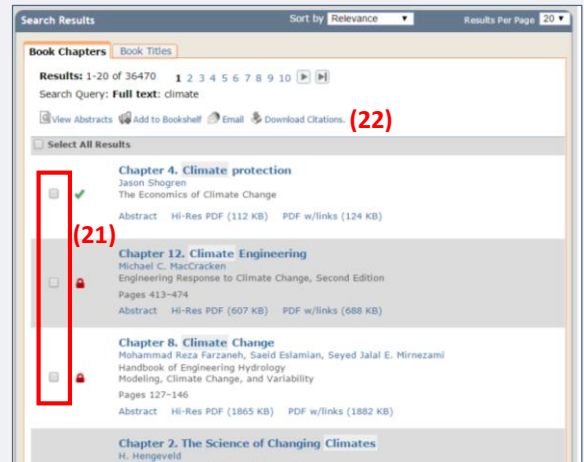 Search Results Sort by Relevance Results Per Page 20
Book Chapters Book Titles
Results: 1-20 of 36470 1 2 3 4 5 6 7 8 9 10
Search Query: Full text: climate
View Abstracts Add to Bookshelf Email Download Citations. (22)
Select All Results
Chapter 4. Climate protection
Jason Shogren
The Economics of Climate Change
Abstract Hi-Res PDF (112 KB) PDF w/links (124 KB)
(21)
Chapter 12. Climate Engineering
Michael C. MacCracken
Engineering Response to Climate Change, Second Edition
Pages 413-474
Abstract Hi-Res PDF (607 KB) PDF w/links (688 KB)
Chapter 8. Climate Change
Mohammad Reza Farzaneh, Saeid Eslamian, Seyed Jalal E. Mirnezami
Handbook of Engineering Hydrology
Modeling, Climate Change, and Variability
Pages 127-146
Abstract Hi-Res PDF (1865 KB) PDF w/links (1882 KB)
Chapter 2. The Science of Changing Climates
H. Hengeveld